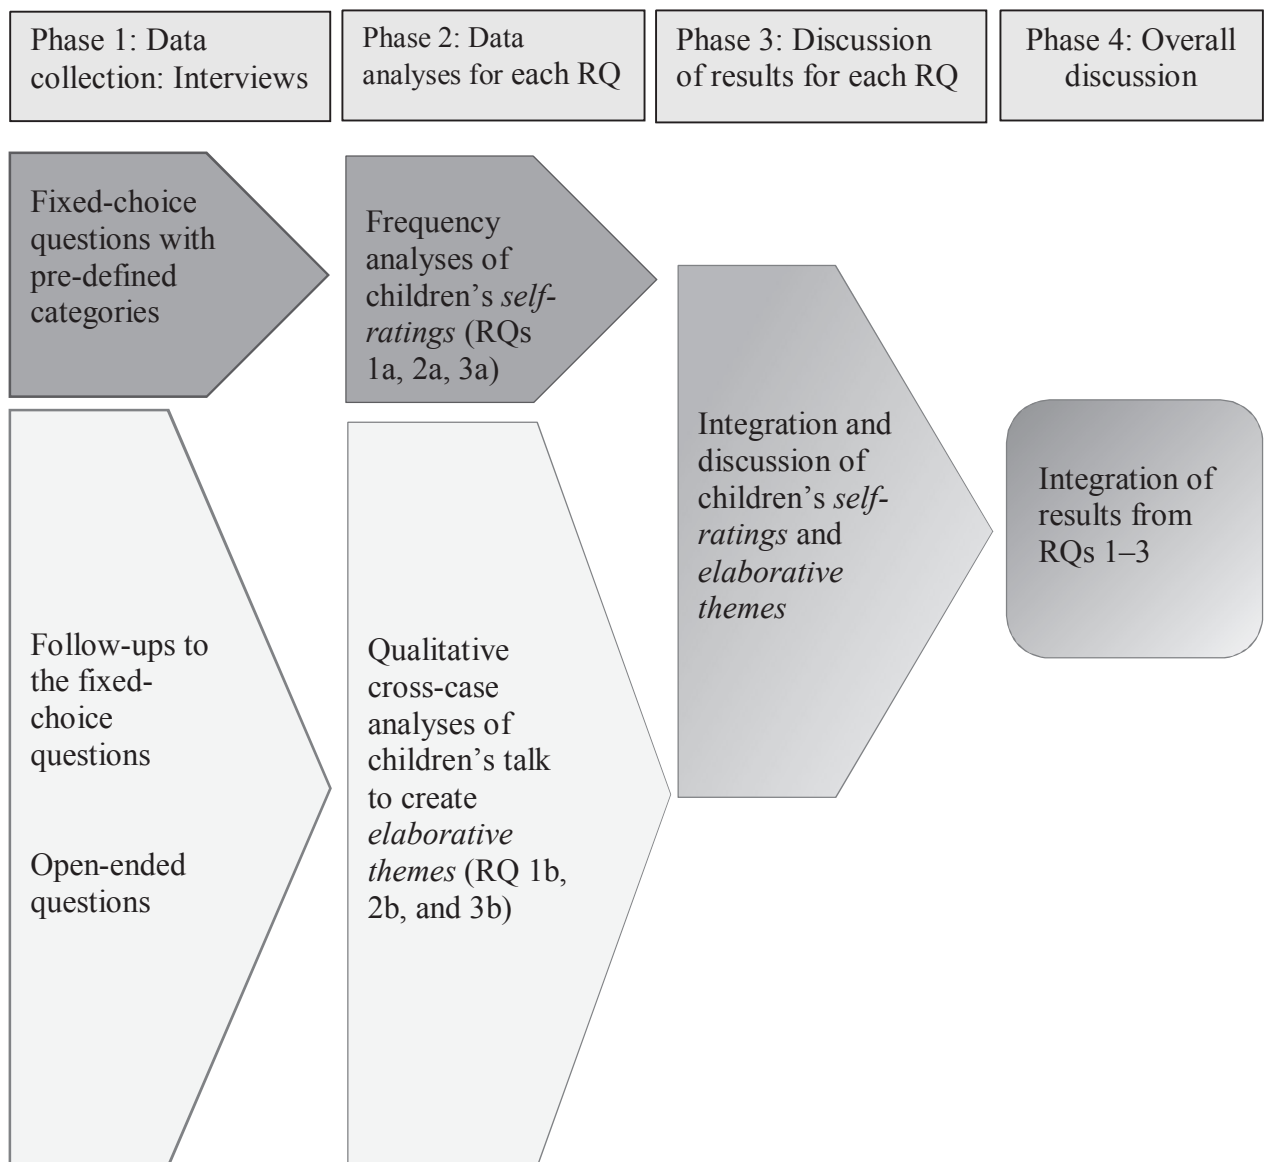 Phase 1: Data
collection: Interviews
Phase 2: Data
analyses for each RQ
Phase 3: Discussion
of results for each RQ
Phase 4: Overall
discussion
Fixed-choice
questions with
pre-defined
categories
Frequency
analyses of
children’s self-
ratings (RQs
1a, 2a, 3a)
Follow-ups to
the fixed-
choice
questions
Open-ended
questions
Qualitative
cross-case
analyses of
children’s talk
to create
elaborative
themes (RQ 1b,
2b, and 3b)
Integration and
discussion of
children’s self-
ratings and
elaborative
themes
Integration of
results from
RQs 1–3